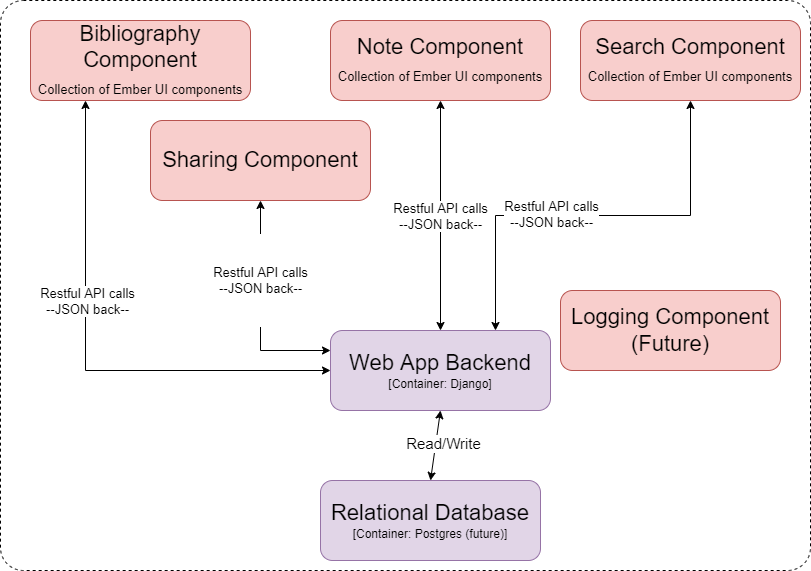 Bibliography
Component
Collection of Ember UI components
Note Component
Collection of Ember UI components
Search Component
Collection of Ember UI components
Sharing Component
Restful API calls
--JSON back--
Restful API calls
--JSON back--
Restful API calls
--JSON back--
Restful API calls
--JSON back--
Logging Component
(Future)
Web App Backend
[Container: Django]
Read/Write
Relational Database
[Container: Postgres (future)]